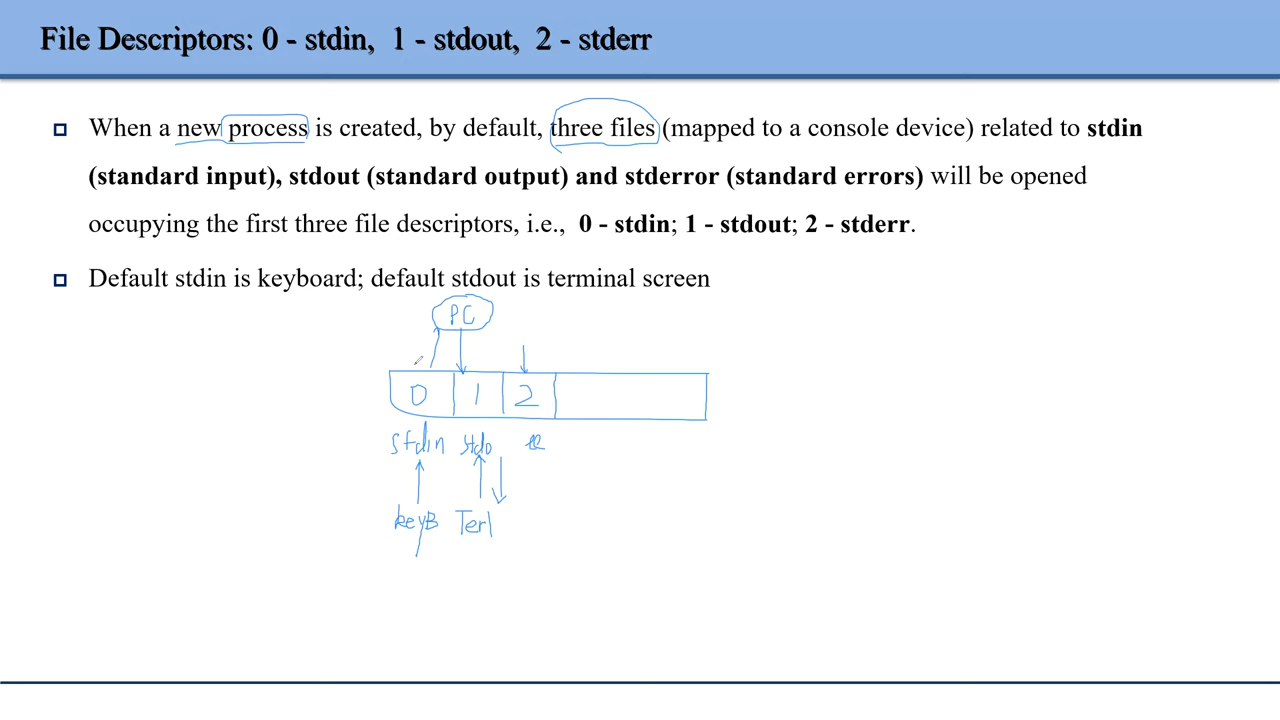 File Descriptors: 0 - stdin, 1 - stdout, 2 - stderr
When a new process is created, by default, three files (mapped to a console device) related to stdin
(standard input), stdout (standard output) and stderror (standard errors) will be opened
occupying the first three file descriptors, i.e., 0 - stdin; 1 - stdout; 2 - stderr.
Default stdin is keyboard; default stdout is terminal screen
PC
0 1 2
stdin stdo
keyB Terl